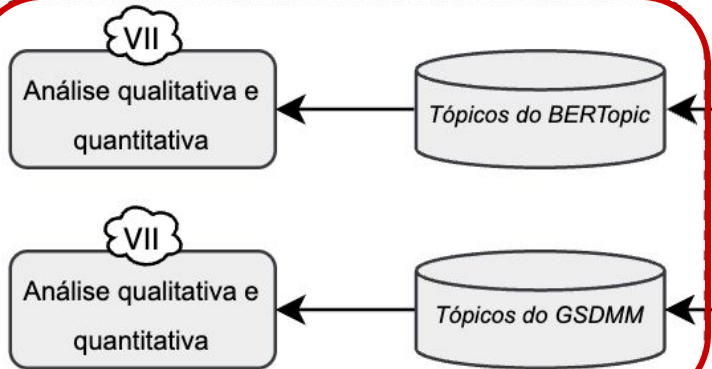 VII
Análise qualitativa e
quantitativa
Tópicos do BERTopic
VII
Análise qualitativa e
quantitativa
Tópicos do GSDMM